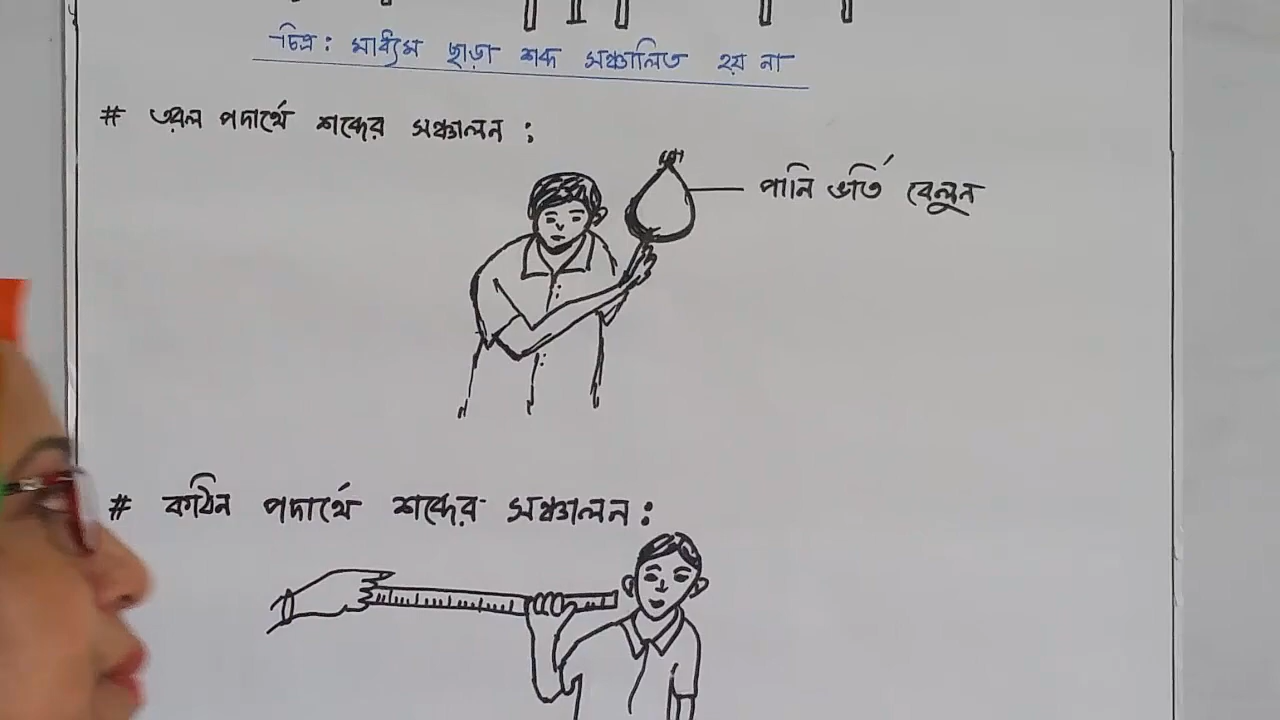 চিত্র: মাধ্যম ছাড়া শব্দ সঞ্চালিত হয় না
# তরল পদার্থে শব্দের সঞ্চালন:
পানি ভর্তি বেলুন
# কঠিন পদার্থে শব্দের সঞ্চালন: